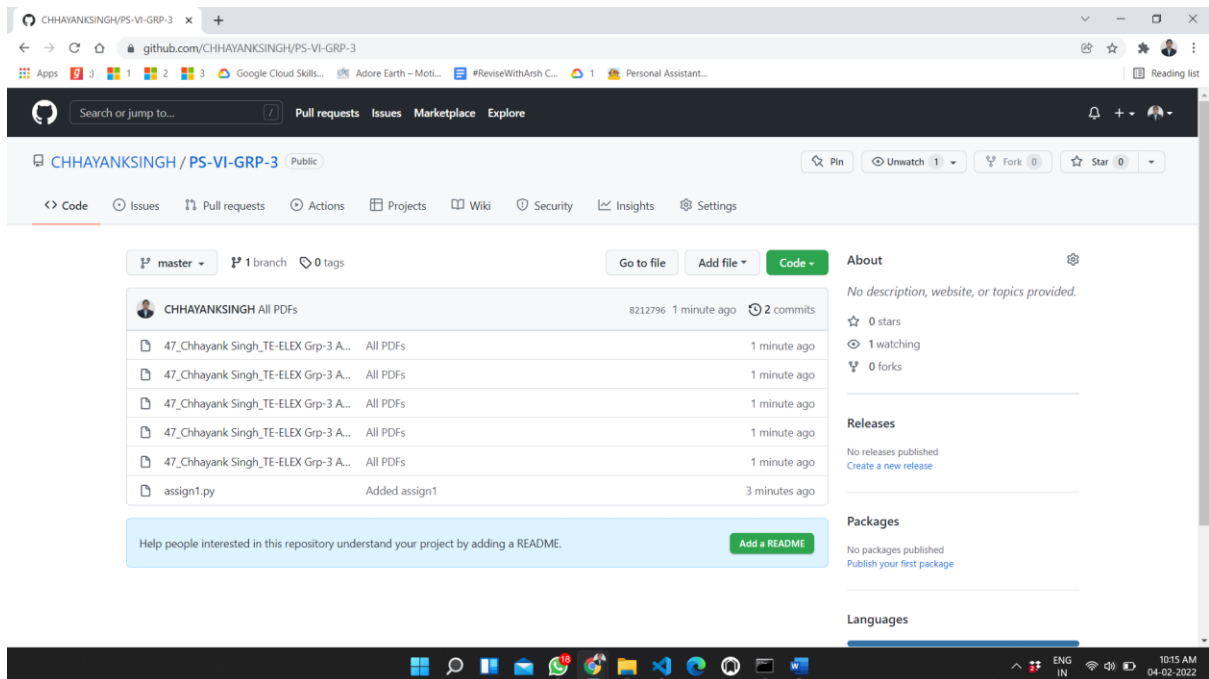 CHHAYANKSINGH/PS-VI-GRP-3
github.com/CHHAYANKSINGH/PS-VI-GRP-3
Apps :) 1 2 3 Google Cloud Skills... Adore Earth – Moti... #ReviseWithArsh C... 1 Personal Assistant... Reading list
Search or jump to... / Pull requests Issues Marketplace Explore
CHHAYANKSINGH / PS-VI-GRP-3 Public Pin Unwatch 1 Fork 0 Star 0
<> Code Issues Pull requests Actions Projects Wiki Security Insights Settings
master 1 branch 0 tags Go to file Add file Code
CHHAYANKSINGH All PDFs 8212796 1 minute ago 2 commits
47_Chhayank Singh_TE-ELEX Grp-3 A... All PDFs 1 minute ago
47_Chhayank Singh_TE-ELEX Grp-3 A... All PDFs 1 minute ago
47_Chhayank Singh_TE-ELEX Grp-3 A... All PDFs 1 minute ago
47_Chhayank Singh_TE-ELEX Grp-3 A... All PDFs 1 minute ago
47_Chhayank Singh_TE-ELEX Grp-3 A... All PDFs 1 minute ago
assign1.py Added assign1 3 minutes ago
Help people interested in this repository understand your project by adding a README. Add a README
About
No description, website, or topics provided.
0 stars
1 watching
0 forks
Releases
No releases published
Create a new release
Packages
No packages published
Publish your first package
Languages
18
ENG
IN
10:15 AM
04-02-2022